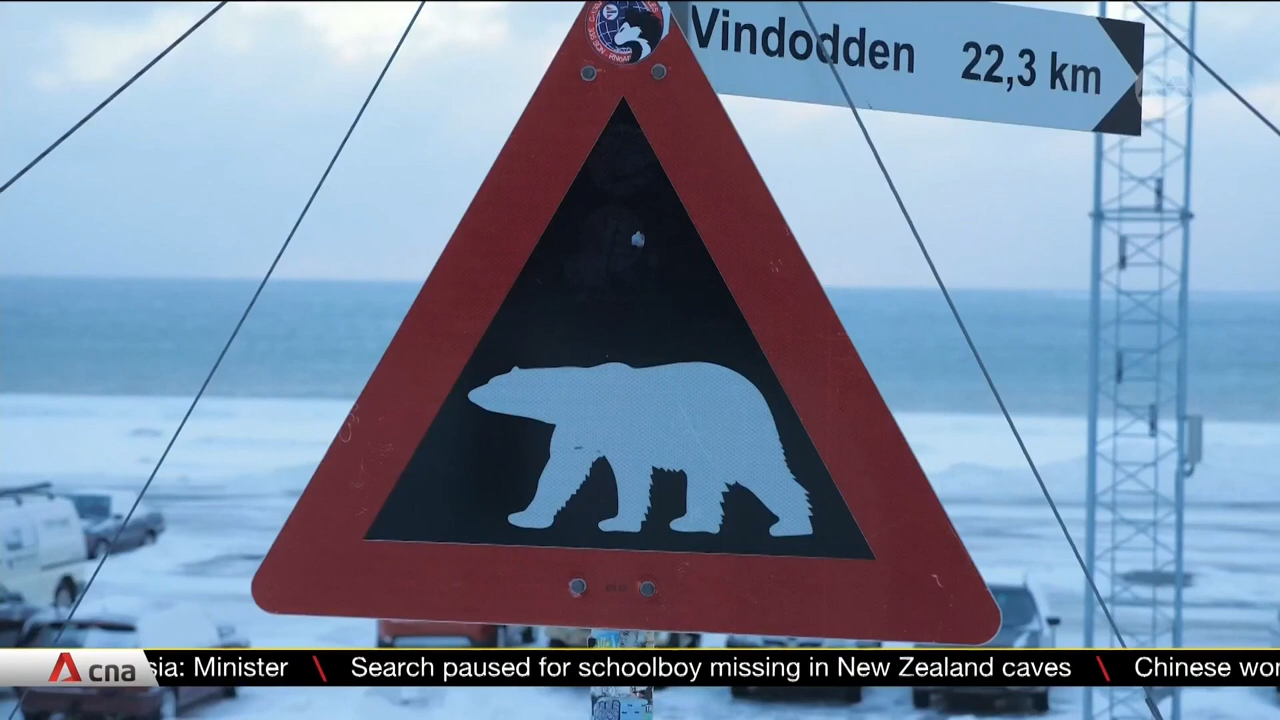 Vindodden 22,3 km
cna
sia: Minister \ Search paused for schoolboy missing in New Zealand caves \ Chinese wor